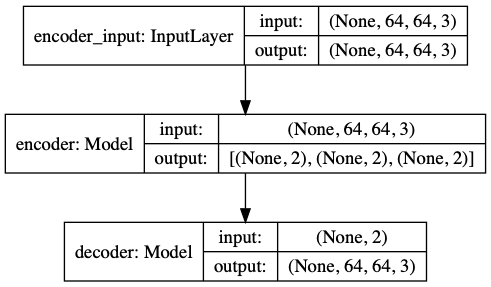 encoder_input: InputLayer
input: (None, 64, 64, 3)
output: (None, 64, 64, 3)
encoder: Model
input: (None, 64, 64, 3)
output: [(None, 2), (None, 2), (None, 2)]
decoder: Model
input: (None, 2)
output: (None, 64, 64, 3)